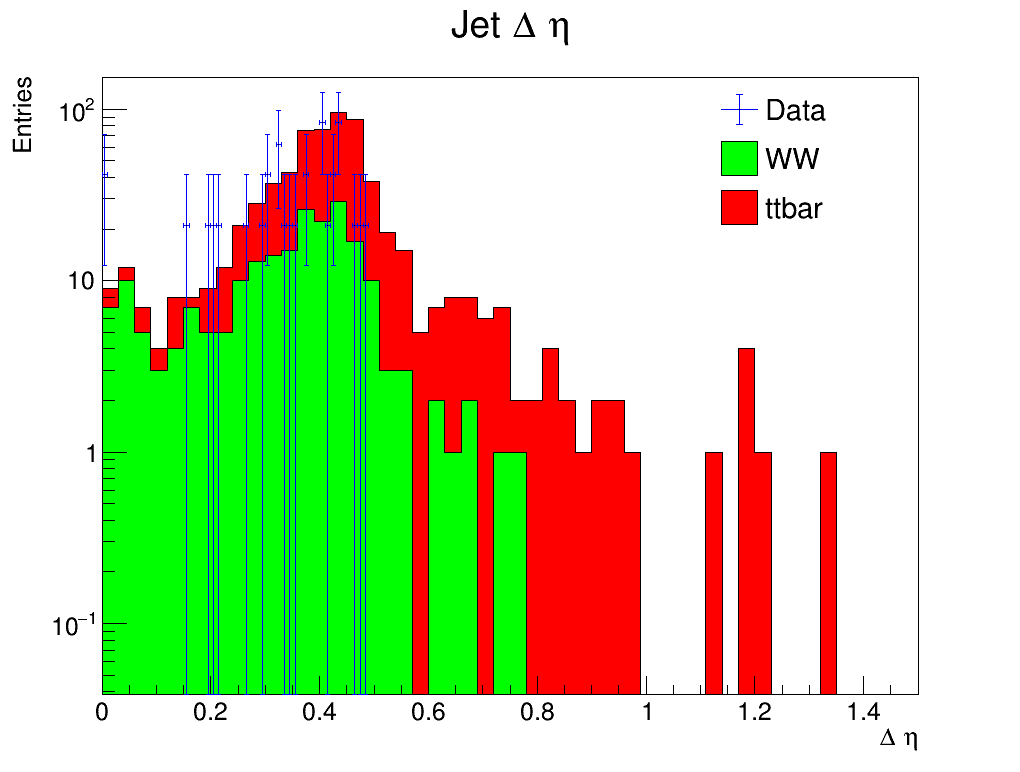 Jet Δ η
Entries
Data
WW
ttbar
10²
10
1
10⁻¹
0 0.2 0.4 0.6 0.8 1 1.2 1.4
Δ η